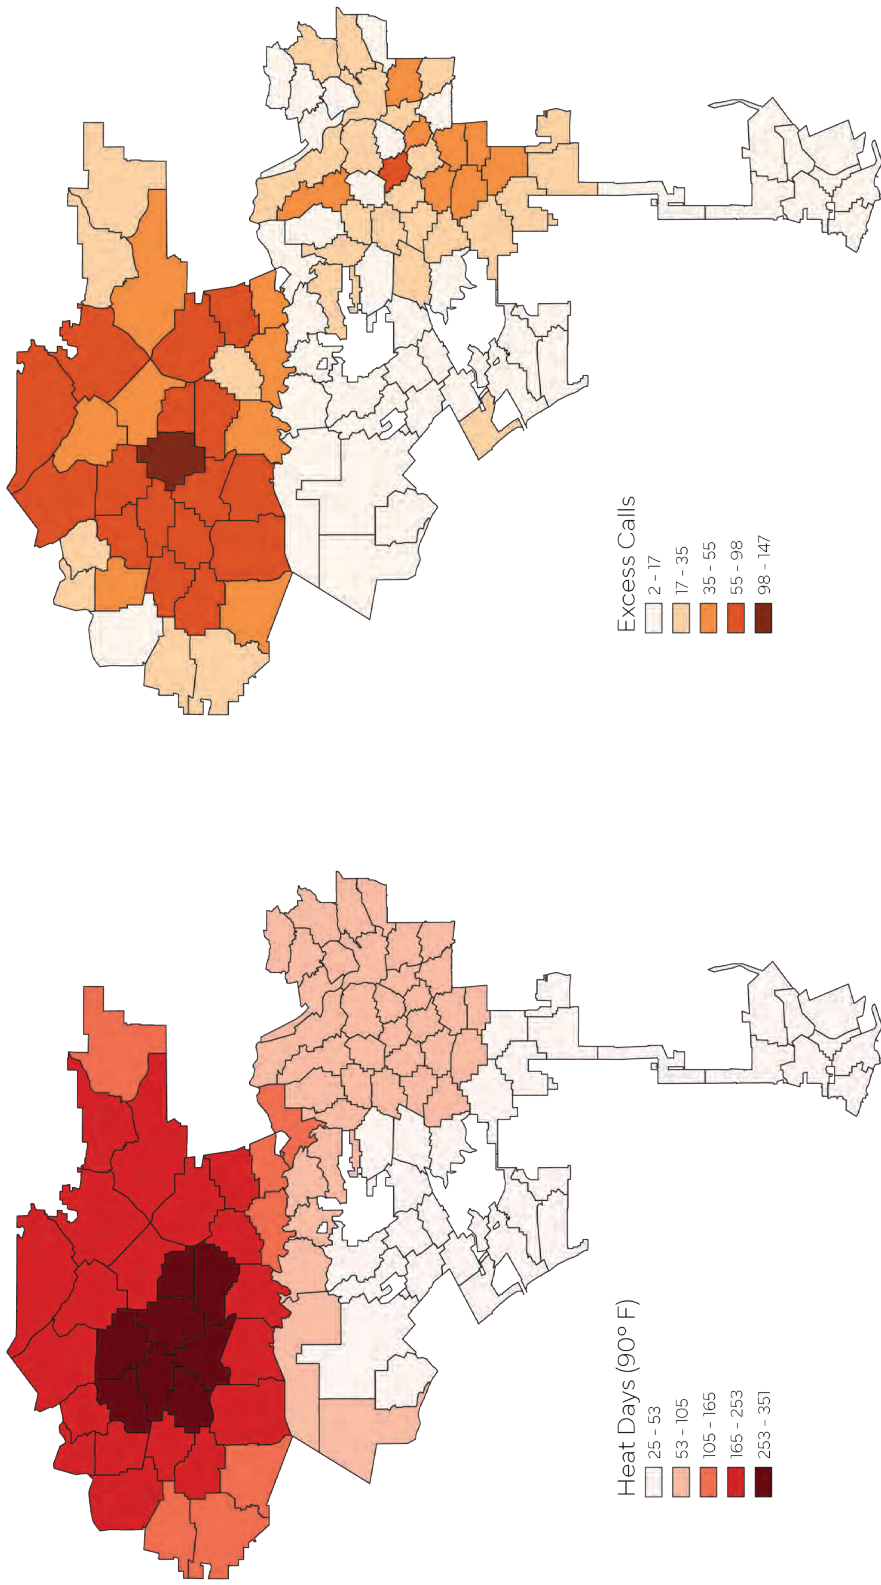 Excess Calls
2 - 17
17 - 35
35 - 55
55 - 98
98 - 147
Heat Days (90° F)
25 - 53
53 - 105
105 - 165
165 - 253
253 - 351